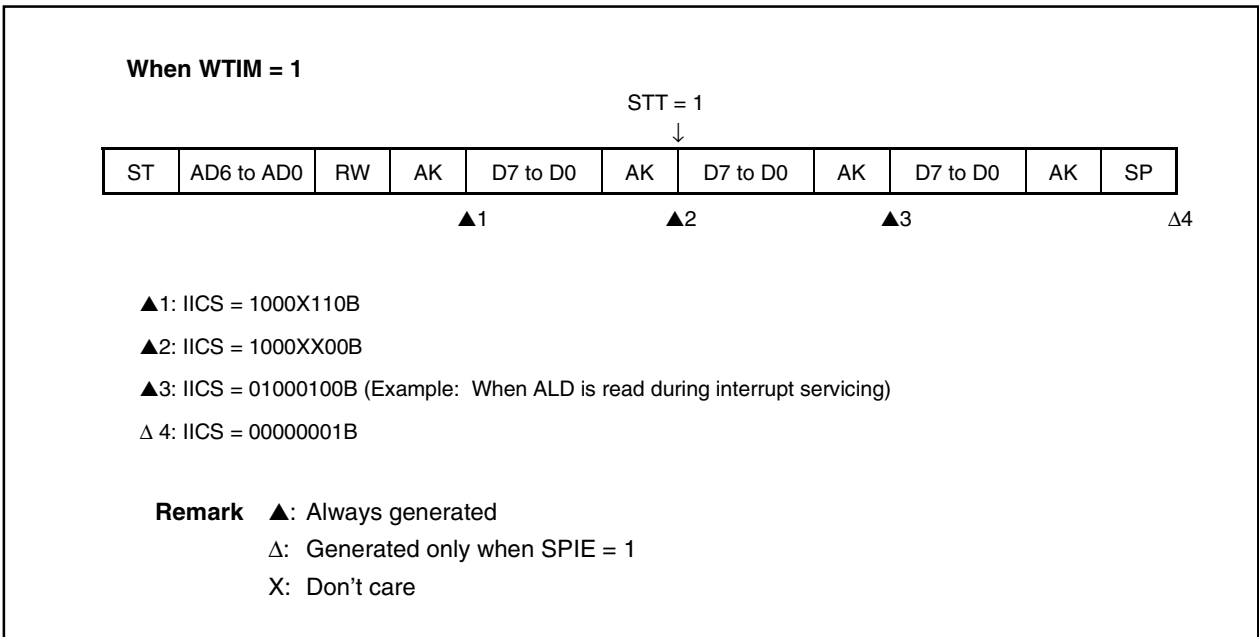 When WTIM = 1
STT = 1
↓
ST AD6 to AD0 RW AK D7 to D0 AK D7 to D0 AK D7 to D0 AK SP
▲1 ▲2 ▲3 Δ4
▲1: IICS = 1000X110B
▲2: IICS = 1000XX00B
▲3: IICS = 01000100B (Example: When ALD is read during interrupt servicing)
Δ 4: IICS = 00000001B
Remark ▲: Always generated
Δ: Generated only when SPIE = 1
X: Don't care